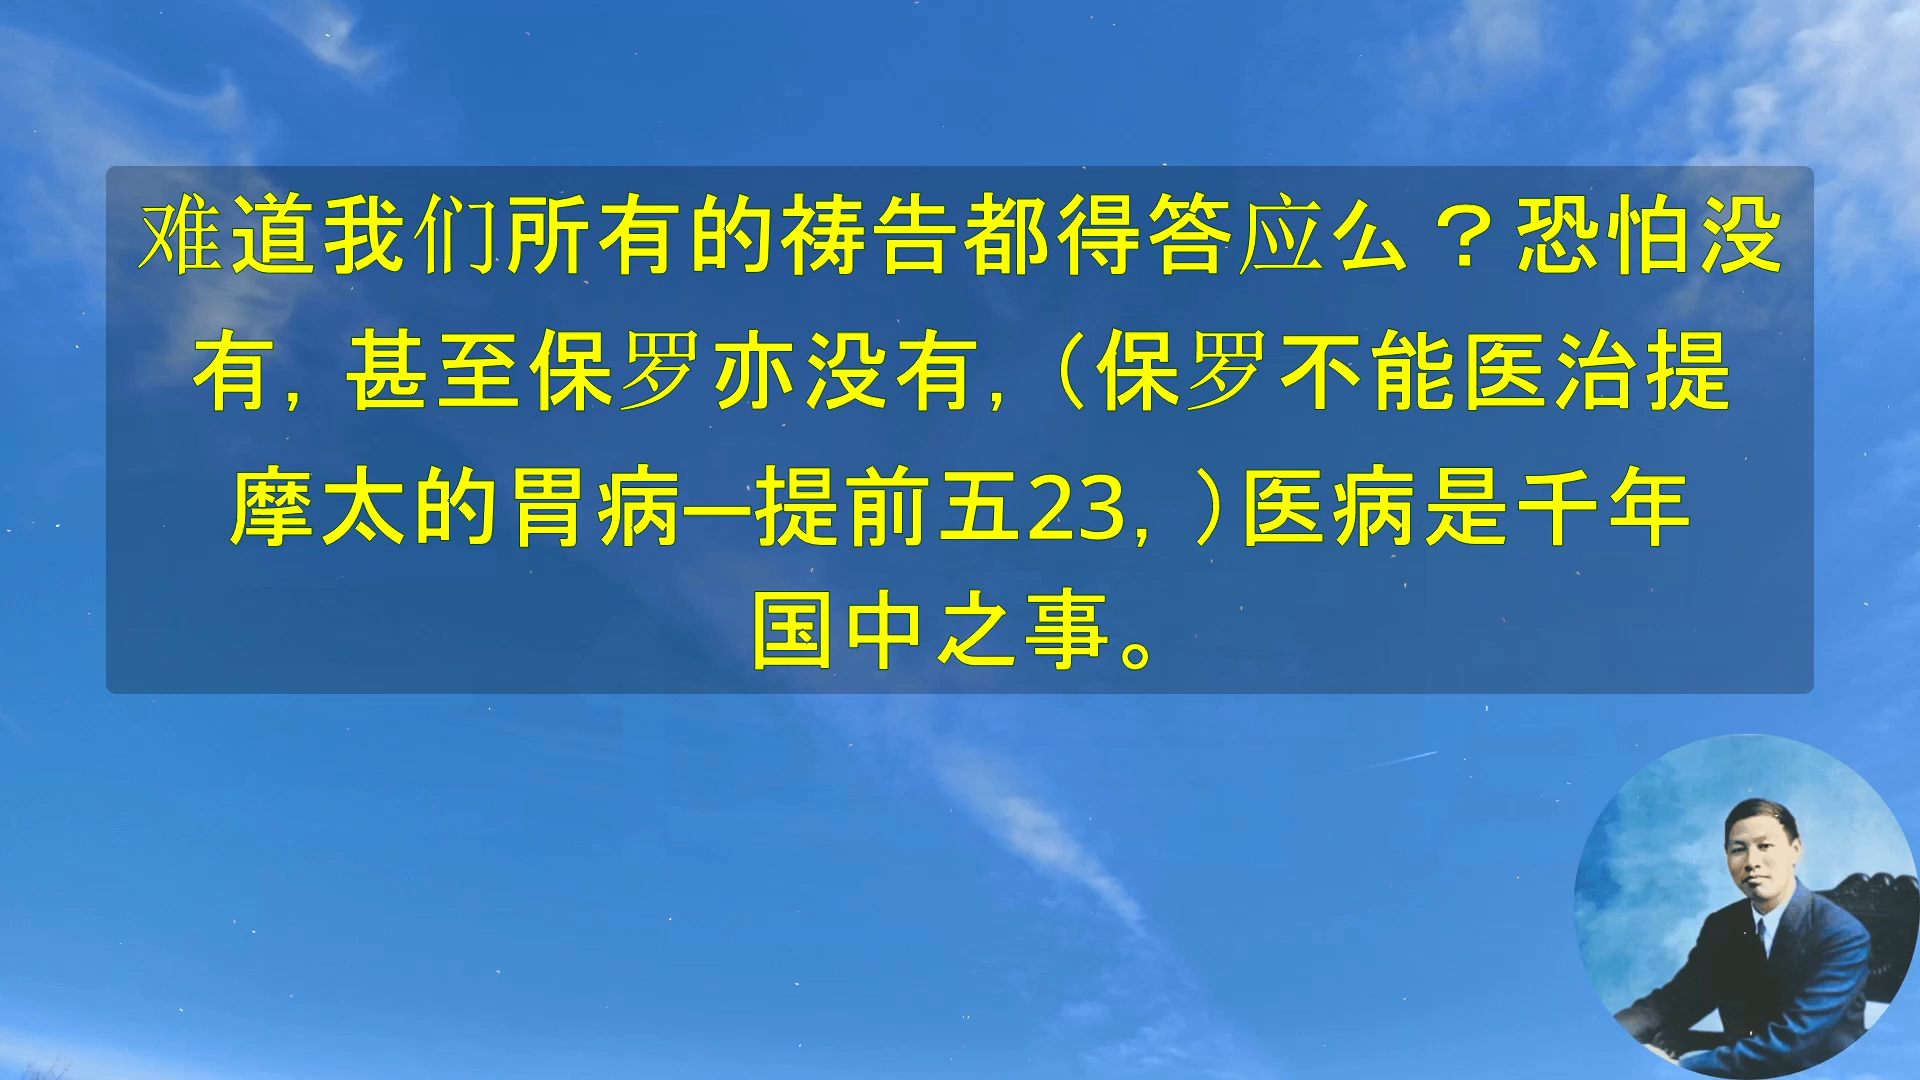 难道我们所有的祷告都得答应么？恐怕没
有，甚至保罗亦没有，（保罗不能医治提
摩太的胃病—提前五23，）医病是千年
国中之事。